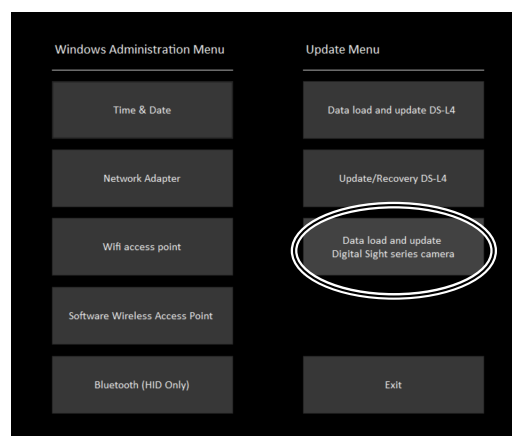 Windows Administration Menu
Time & Date
Network Adapter
Wifi access point
Software Wireless Access Point
Bluetooth (HID Only)
Update Menu
Data load and update DS-L4
Update/Recovery DS-L4
Data load and update
Digital Sight series camera
Exit